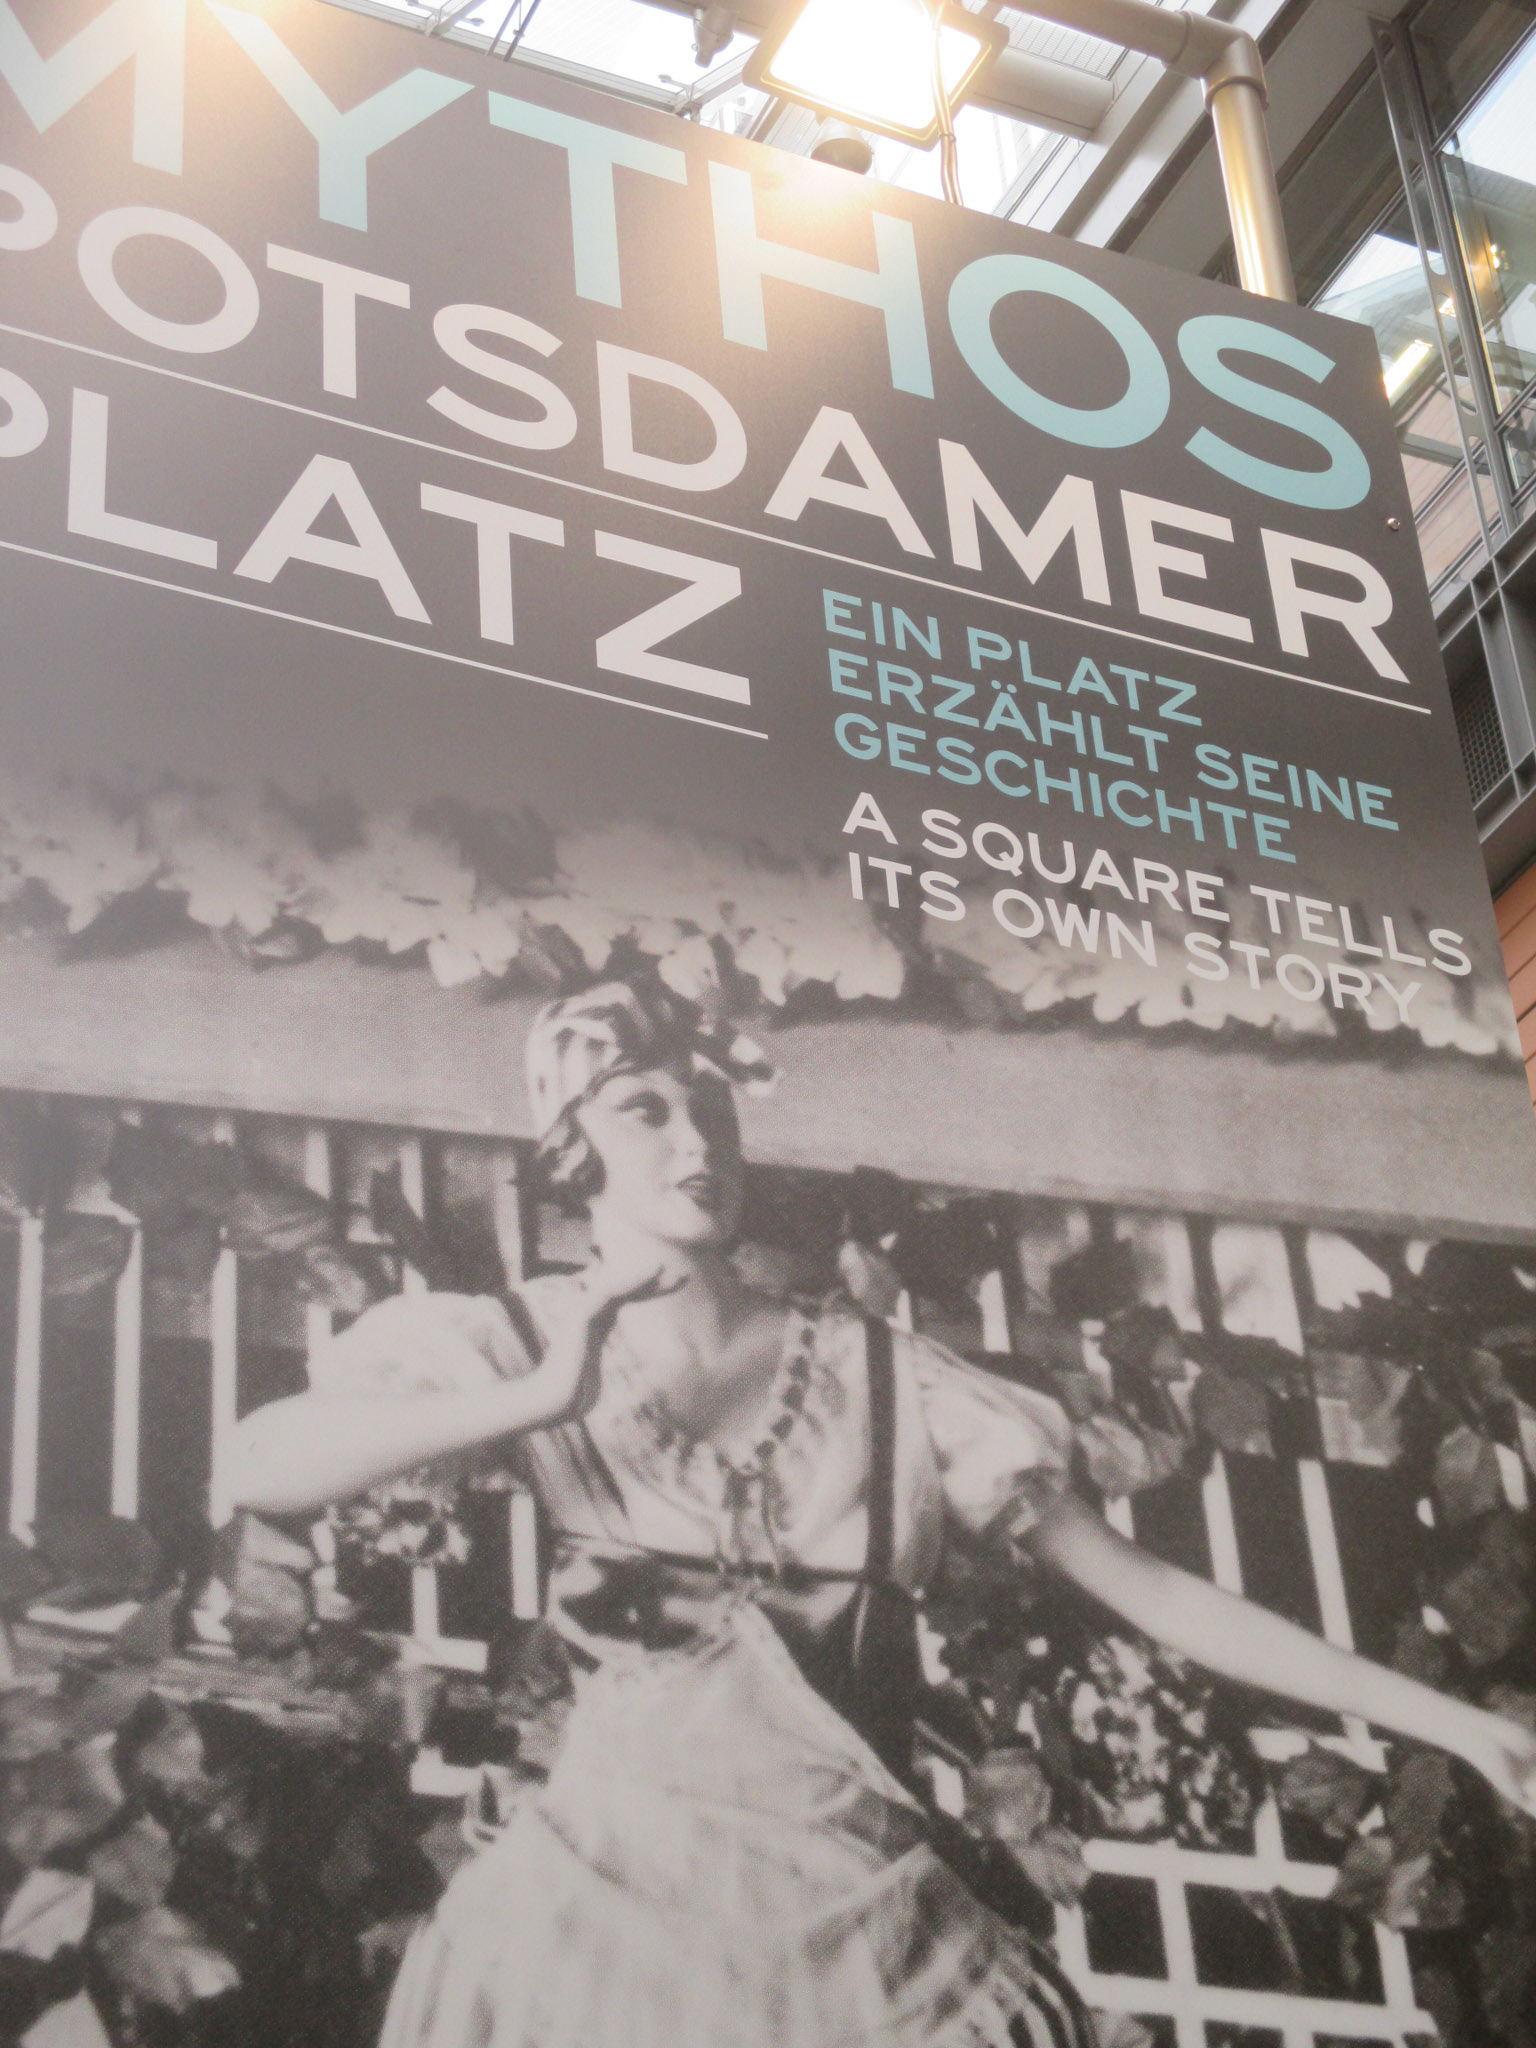 MYTHOS
POTSDAMER
PLATZ
EIN PLATZ
ERZÄHLT SEINE
GESCHICHTE
A SQUARE TELLS
ITS OWN STORY